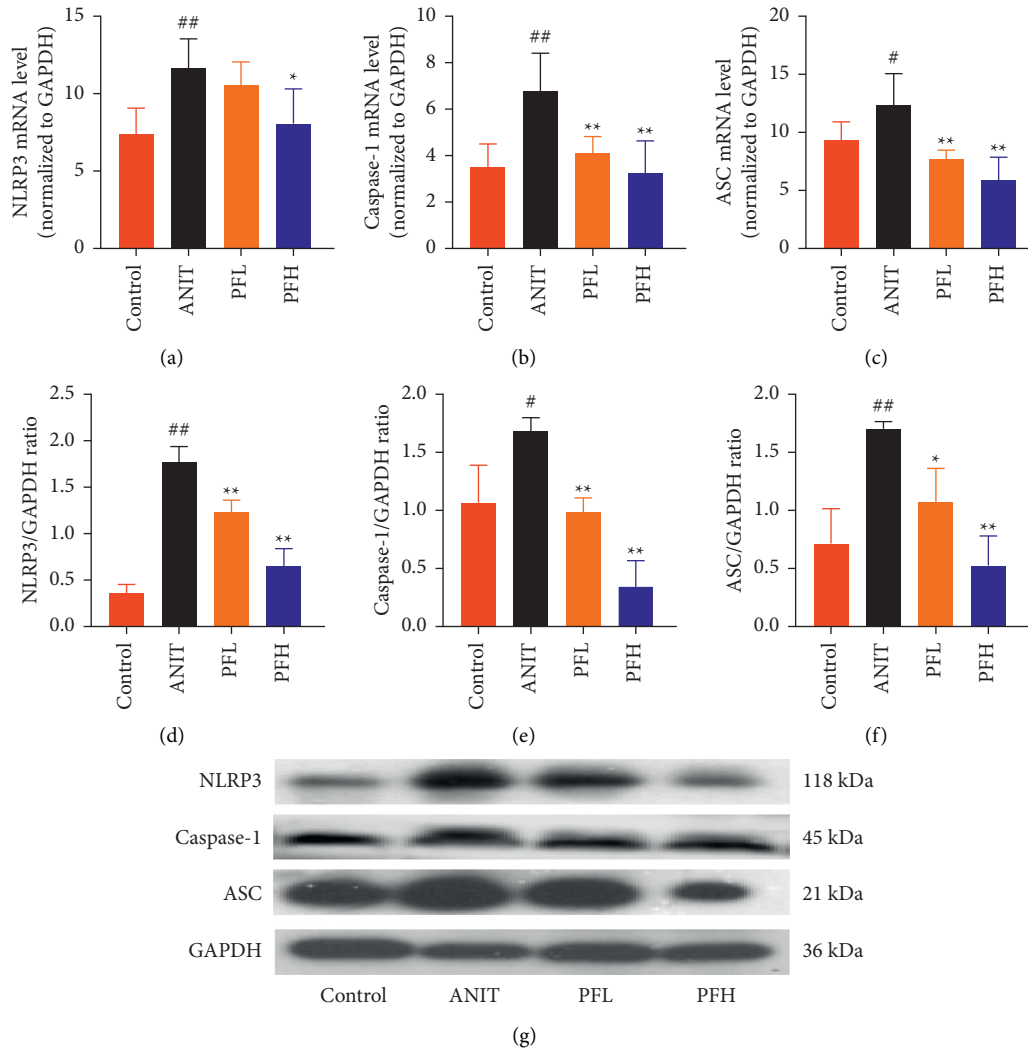 NLRP3 mRNA level
(normalized to GAPDH)
15
10
5
0
##
*
Control
ANIT
PFL
PFH
(a)
Caspase-1 mRNA level
(normalized to GAPDH)
10
8
6
4
2
0
##
**
**
Control
ANIT
PFL
PFH
(b)
ASC mRNA level
(normalized to GAPDH)
20
15
10
5
0
#
**
**
Control
ANIT
PFL
PFH
(c)
NLRP3/GAPDH ratio
2.5
2.0
1.5
1.0
0.5
0.0
##
**
**
Control
ANIT
PFL
PFH
(d)
Caspase-1/GAPDH ratio
2.0
1.5
1.0
0.5
0.0
#
**
**
Control
ANIT
PFL
PFH
(e)
ASC/GAPDH ratio
2.0
1.5
1.0
0.5
0.0
##
*
**
Control
ANIT
PFL
PFH
(f)
NLRP3 118 kDa
Caspase-1 45 kDa
ASC 21 kDa
GAPDH 36 kDa
Control ANIT PFL PFH
(g)